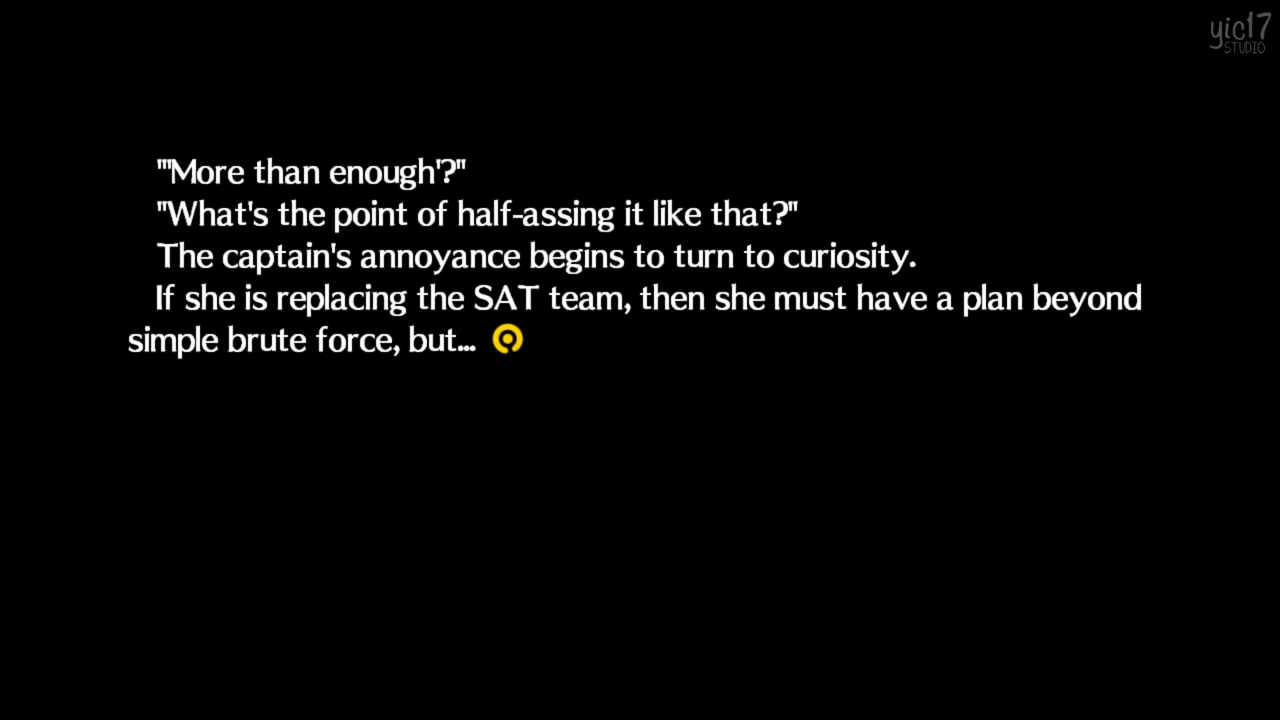 yic17
STUDIO
"'More than enough'?"
"What's the point of half-assing it like that?"
The captain's annoyance begins to turn to curiosity.
If she is replacing the SAT team, then she must have a plan beyond
simple brute force, but...